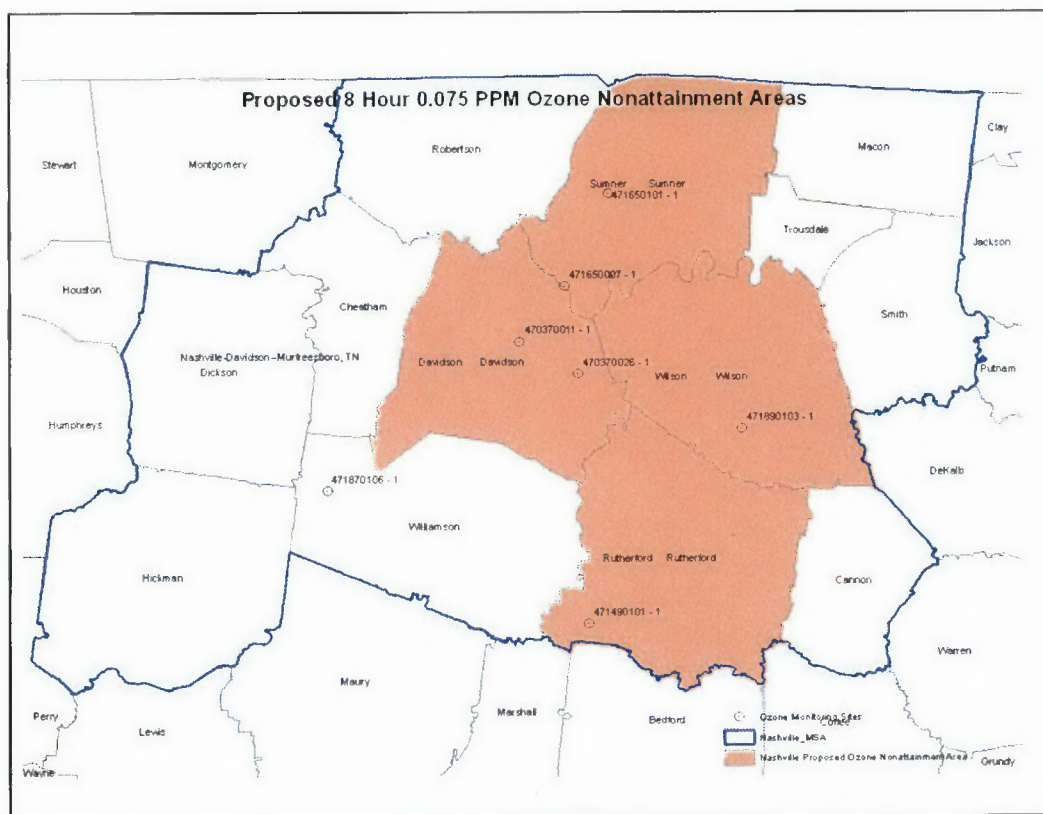 Proposed 8 Hour 0.075 PPM Ozone Nonattainment Areas
Clay
Macon
Robertson
Stewart
Montgomery
Sumner Sumner
471650101 - 1
Trousdale
Jackson
471650007 - 1
Houston
Cheatham
Smith
470370011 - 1
Nashville-Davidson--Murfreesboro, TN
Davidson Davidson
470370026 - 1
Putnam
Dickson
Wilson Wilson
Humphreys
471890103 - 1
DeKalb
471870106 - 1
Williamson
Rutherford Rutherford
Hickman
Cannon
471490101 - 1
Warren
Maury
Perry
Marshall
Bedford
Ozone Monitoring Sites
Coffee
Lewis
Nashville_MSA
Nashville Proposed Ozone Nonattainment Area
Grundy
Wayne